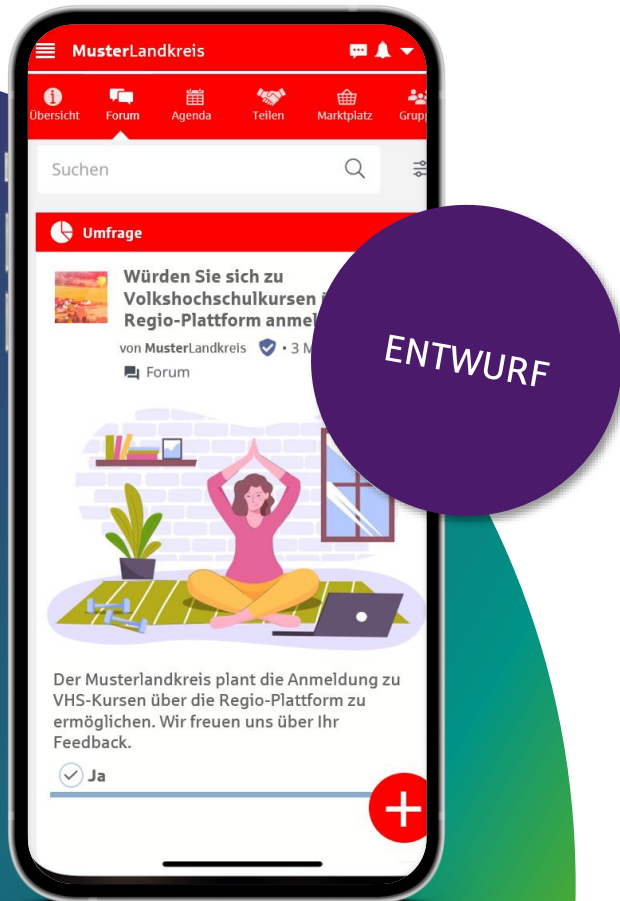 MusterLandkreis
Übersicht Forum Agenda Teilen Marktplatz
Suchen
Umfrage
Würden Sie sich zu
Volkshochschulkursen
Regio-Plattform
von MusterLandkreis • 3
Forum
ENTWURF
Der Musterlandkreis plant die Anmeldung zu
VHS-Kursen über die Regio-Plattform zu
ermöglichen. Wir freuen uns über Ihr
Feedback.
Ja